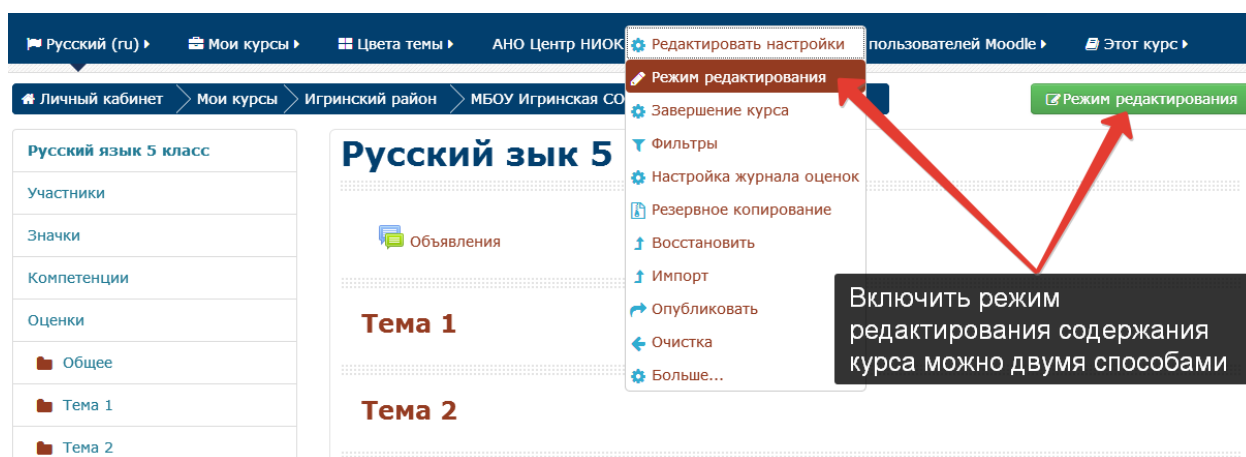 Русский (ru)
Мои курсы
Цвета темы
АНО Центр НИОК
пользователей Moodle
Этот курс
Личный кабинет
Мои курсы
Игринский район
МБОУ Игринская СО
Режим редактирования
Редактировать настройки
Режим редактирования
Завершение курса
Фильтры
Настройка журнала оценок
Резервное копирование
Восстановить
Импорт
Опубликовать
Очистка
Больше...
Русский язык 5 класс
Участники
Значки
Компетенции
Оценки
Общее
Тема 1
Тема 2
Русский зык 5
Объявления
Тема 1
Тема 2
Включить режим
редактирования содержания
курса можно двумя способами